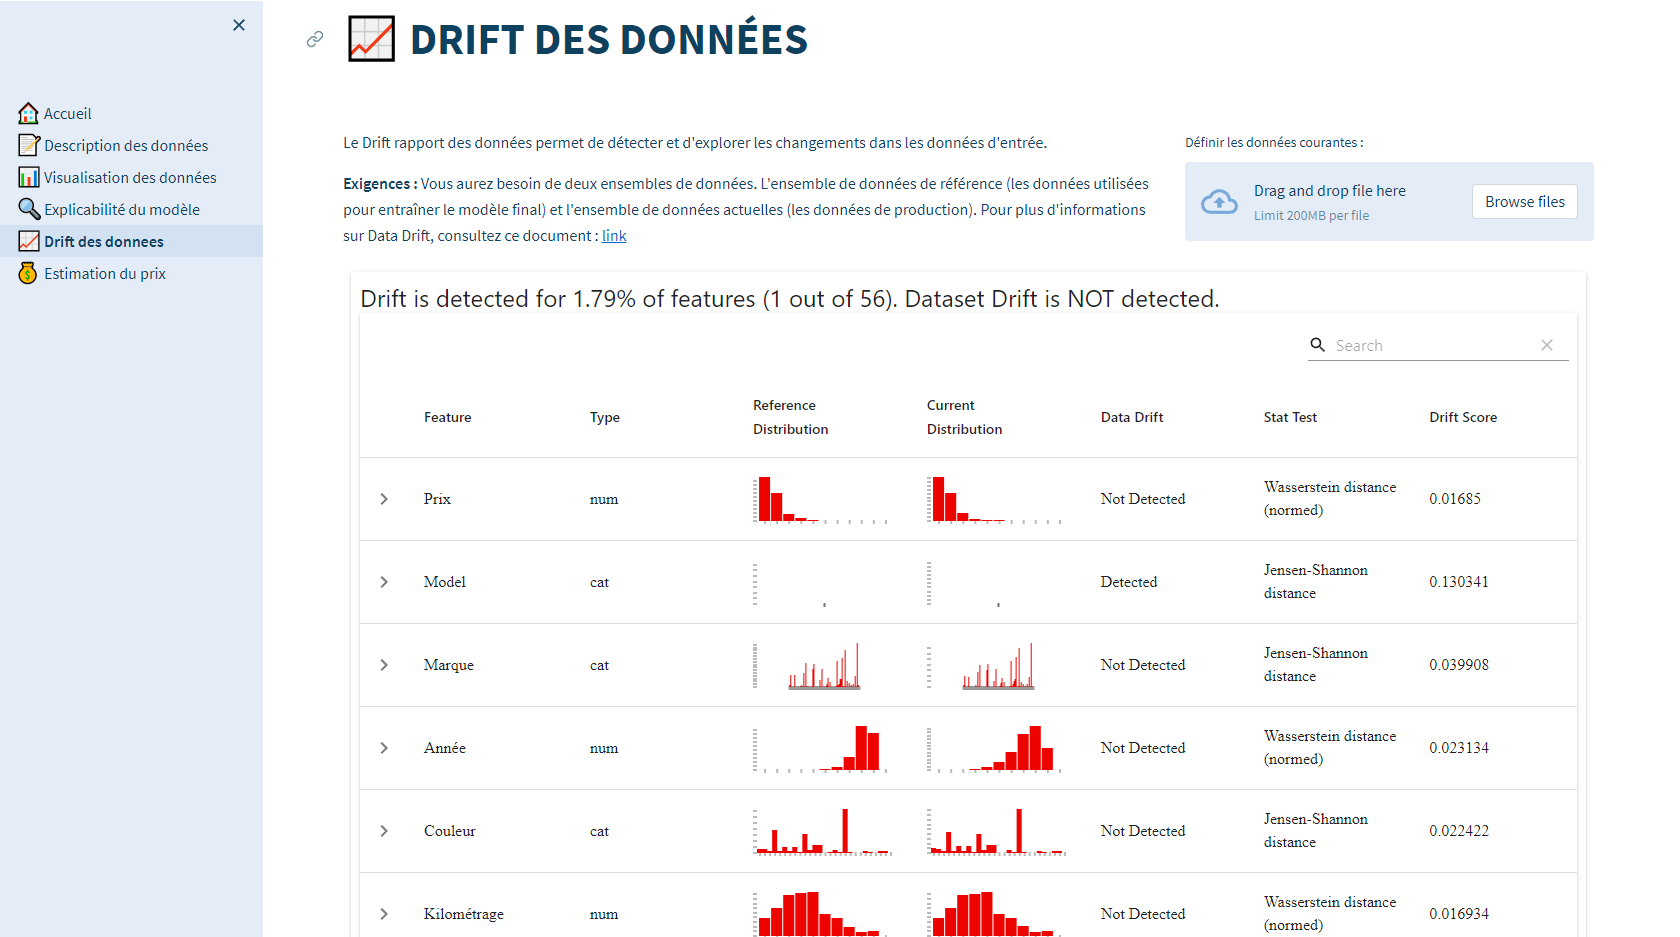 DRIFT DES DONNÉES
Accueil
Description des données
Visualisation des données
Explicabilité du modèle
Drift des donnees
Estimation du prix
Le Drift rapport des données permet de détecter et d'explorer les changements dans les données d'entrée.
Exigences : Vous aurez besoin de deux ensembles de données. L'ensemble de données de référence (les données utilisées
pour entraîner le modèle final) et l'ensemble de données actuelles (les données de production). Pour plus d'informations
sur Data Drift, consultez ce document : link
Définir les données courantes :
Drag and drop file here
Limit 200MB per file
Browse files
Drift is detected for 1.79% of features (1 out of 56). Dataset Drift is NOT detected.
Search
Feature Type Reference Distribution Current Distribution Data Drift Stat Test Drift Score
Prix num Not Detected Wasserstein distance (normed) 0.01685
Model cat Detected Jensen-Shannon distance 0.130341
Marque cat Not Detected Jensen-Shannon distance 0.039908
Année num Not Detected Wasserstein distance (normed) 0.023134
Couleur cat Not Detected Jensen-Shannon distance 0.022422
Kilométrage num Not Detected Wasserstein distance (normed) 0.016934